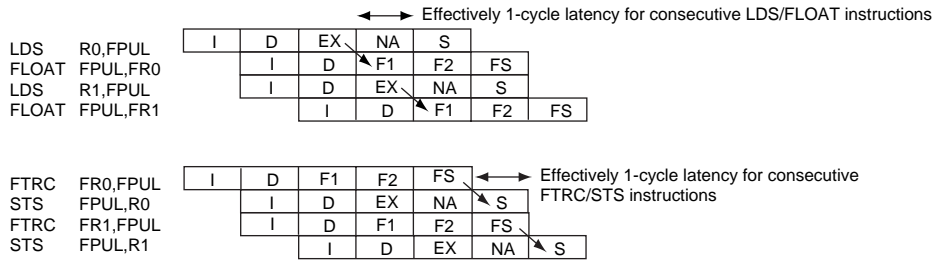 Effectively 1-cycle latency for consecutive LDS/FLOAT instructions
LDS R0,FPUL I D EX NA S
FLOAT FPUL,FR0 I D F1 F2 FS
LDS R1,FPUL I D EX NA S
FLOAT FPUL,FR1 I D F1 F2 FS
FTRC FR0,FPUL I D F1 F2 FS
Effectively 1-cycle latency for consecutive
FTRC/STS instructions
STS FPUL,R0 I D EX NA S
FTRC FR1,FPUL I D F1 F2 FS
STS FPUL,R1 I D EX NA S